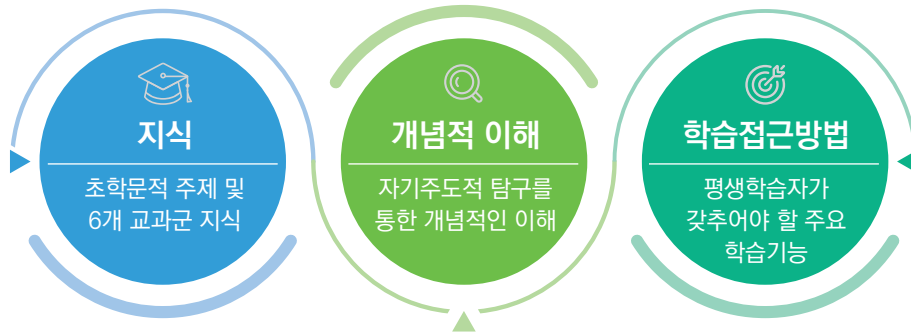 지식
초학문적 주제 및
6개 교과군 지식
개념적 이해
자기주도적 탐구를
통한 개념적인 이해
학습접근방법
평생학습자가
갖추어야 할 주요
학습기능